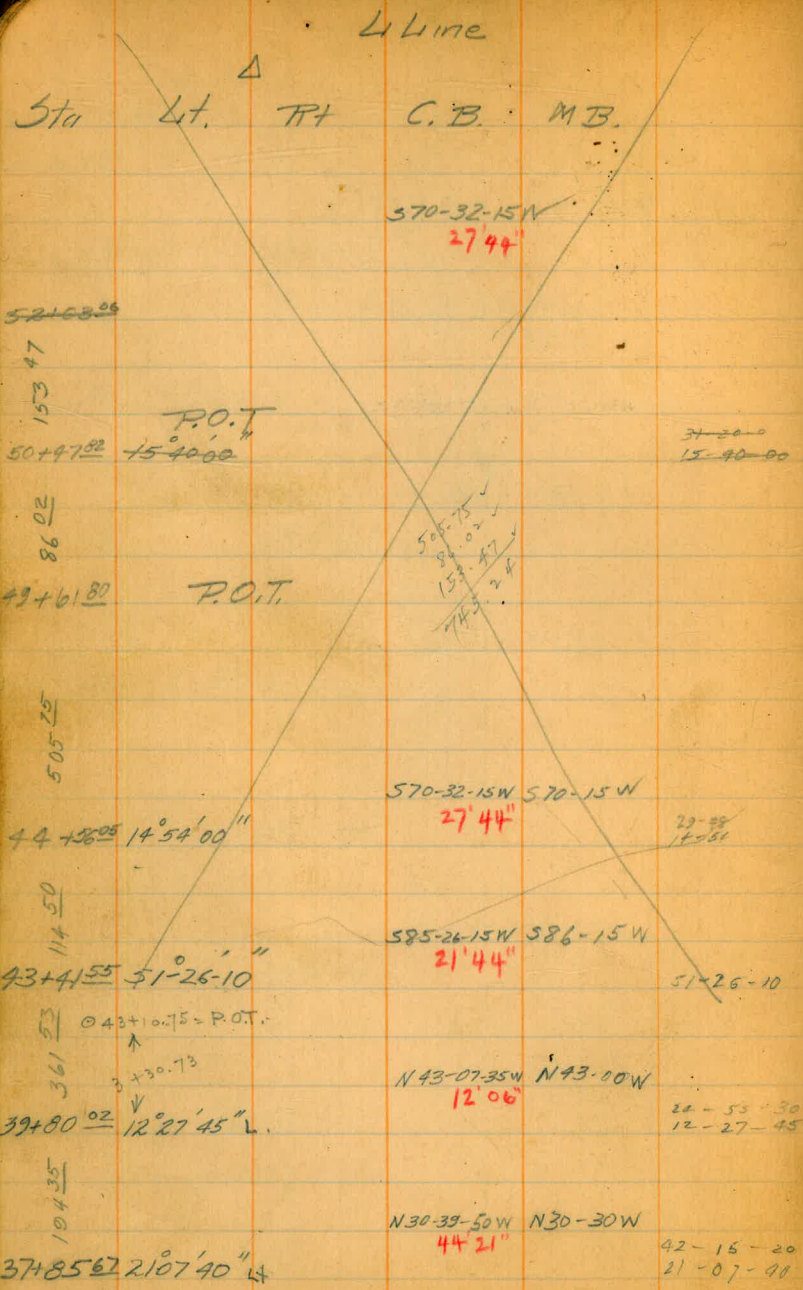 L Line
Δ
Sta Lt. Rt C.B. M B.
S70-32-15W
27'44"
52+63 06
153 47
P.O.T
50+47 82 15°40'00"
31-20-0
15-40-00
86 02
505.75 ✓
86.02 ✓
153.47 ✓
745.24
49+61 80 P.O.T.
505 75
S70-32-15W S70-15W
27'44"
44+56 05 14°54'00"
114 50
S85-26-15W S86-15W
21'44"
43+41 55 51°-26'-10" 51-26-10
⊙ 43+10.75 = P.O.T.
361 53
3+30.73
N43-07-35W N43-00W
12'06"
39+80 02 12°27'45" L.
24-55-30
12-27-45
194 35
N30-39-50W N30-30W
44'21"
37+85 67 21°07'40" Lt
42-15-20
21-07-40